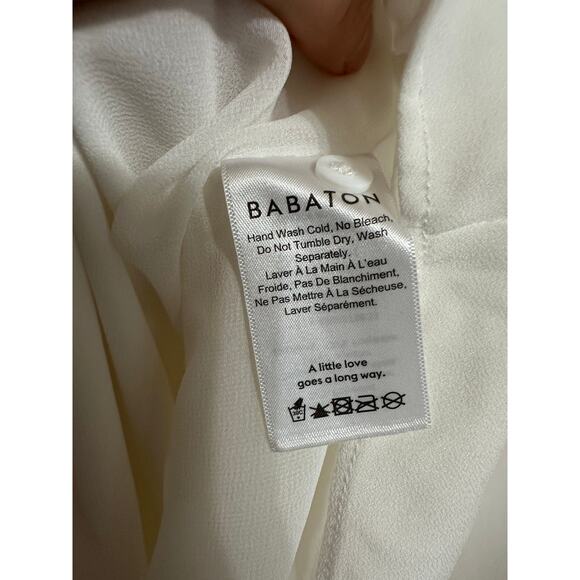 BABATON
Hand Wash Cold, No Bleach,
Do Not Tumble Dry, Wash
Separately.
Laver À La Main À L'eau
Froide, Pas De Blanchiment,
Ne Pas Mettre À La Sécheuse,
Laver Séparément.
A little love
goes a long way.
30C